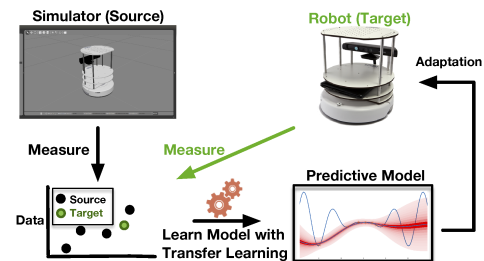 Simulator (Source)
Robot (Target)
Adaptation
Measure
Measure
Predictive Model
Source
Target
Data
Learn Model with
Transfer Learning